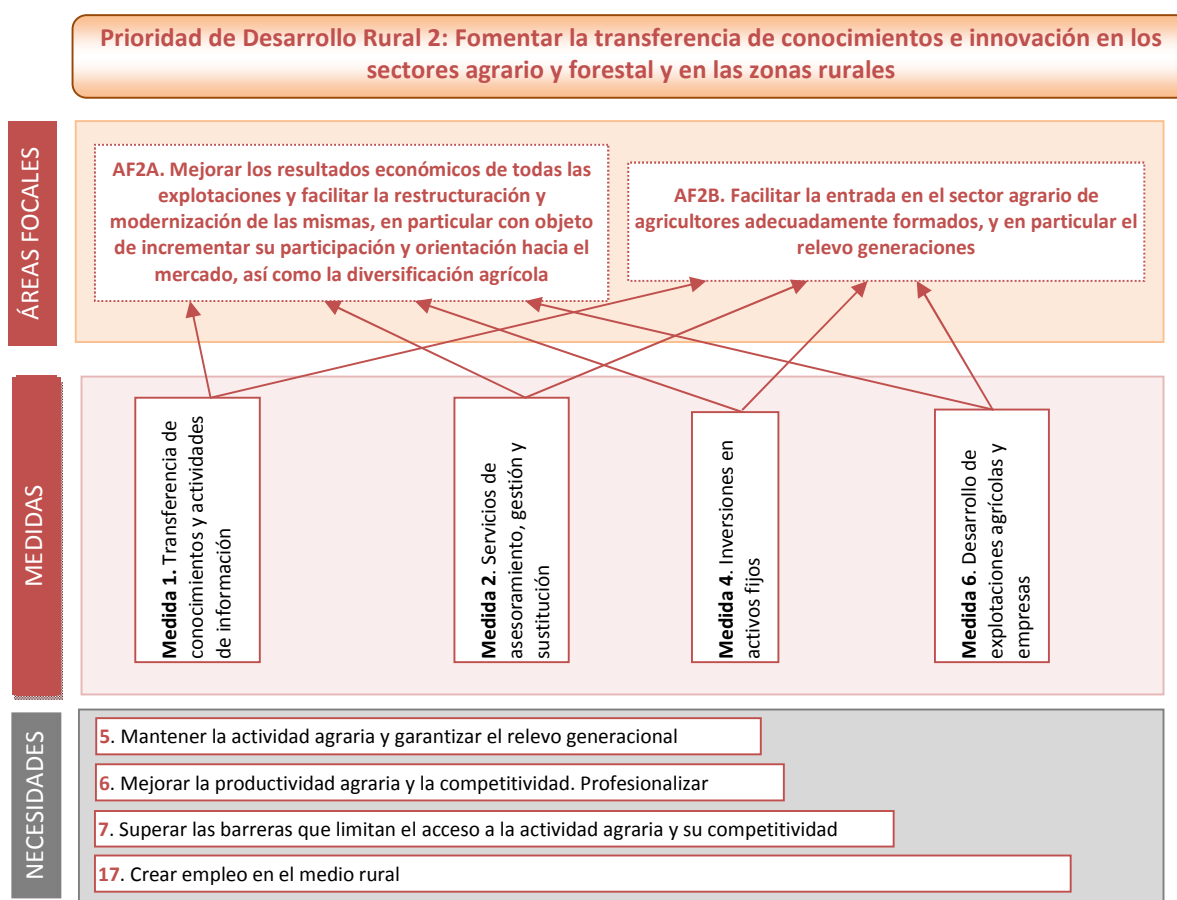 Prioridad de Desarrollo Rural 2: Fomentar la transferencia de conocimientos e innovación en los
sectores agrario y forestal y en las zonas rurales
ÁREAS FOCALES
AF2A. Mejorar los resultados económicos de todas las
explotaciones y facilitar la restructuración y
modernización de las mismas, en particular con objeto
de incrementar su participación y orientación hacia el
mercado, así como la diversificación agrícola
AF2B. Facilitar la entrada en el sector agrario de
agricultores adecuadamente formados, y en particular el
relevo generaciones
MEDIDAS
Medida 1. Transferencia de
conocimientos y actividades
de información
Medida 2. Servicios de
asesoramiento, gestión y
sustitución
Medida 4. Inversiones en
activos fijos
Medida 6. Desarrollo de
explotaciones agrícolas y
empresas
NECESIDADES
5. Mantener la actividad agraria y garantizar el relevo generacional
6. Mejorar la productividad agraria y la competitividad. Profesionalizar
7. Superar las barreras que limitan el acceso a la actividad agraria y su competitividad
17. Crear empleo en el medio rural